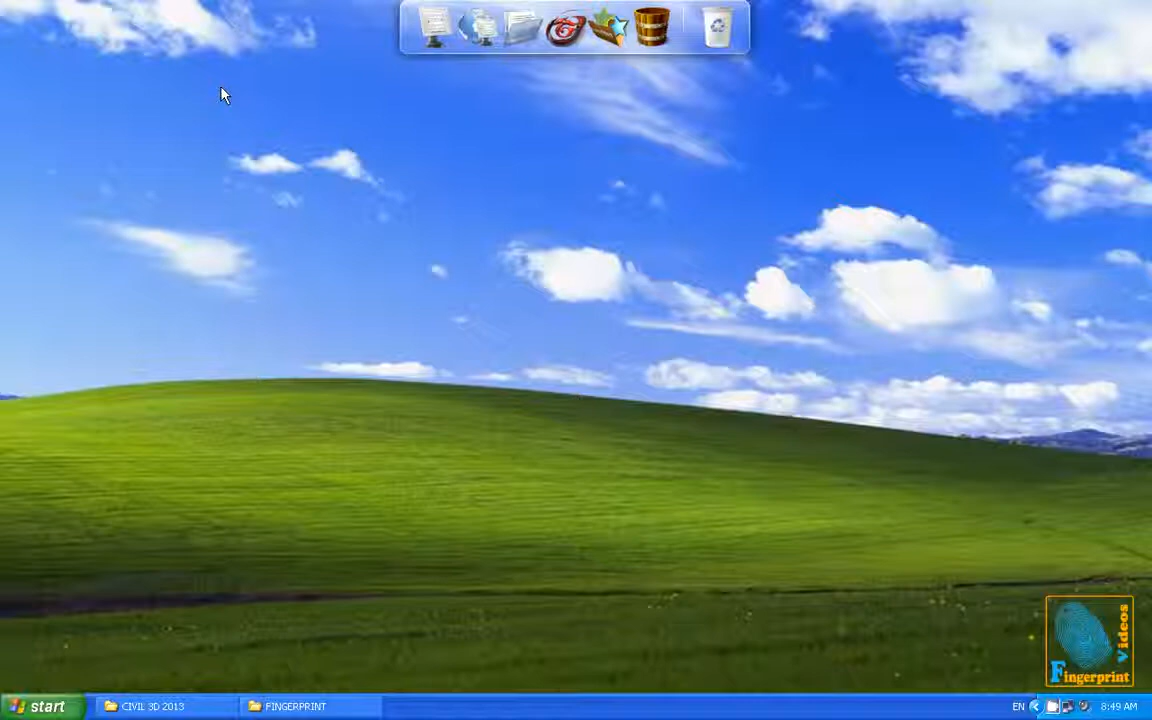 Fingerprint
Videos
start
CIVIL 3D 2013
FINGERPRINT
EN
8:49 AM